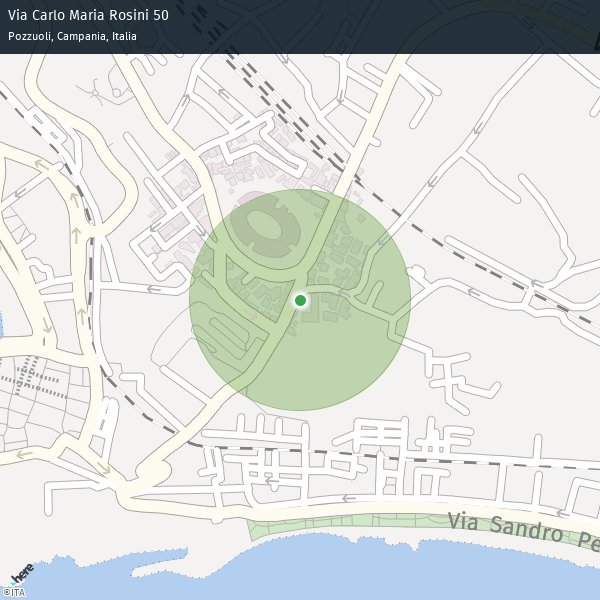 Via Carlo Maria Rosini 50
Pozzuoli, Campania, Italia
Via Sandro Pe
here
©ITA